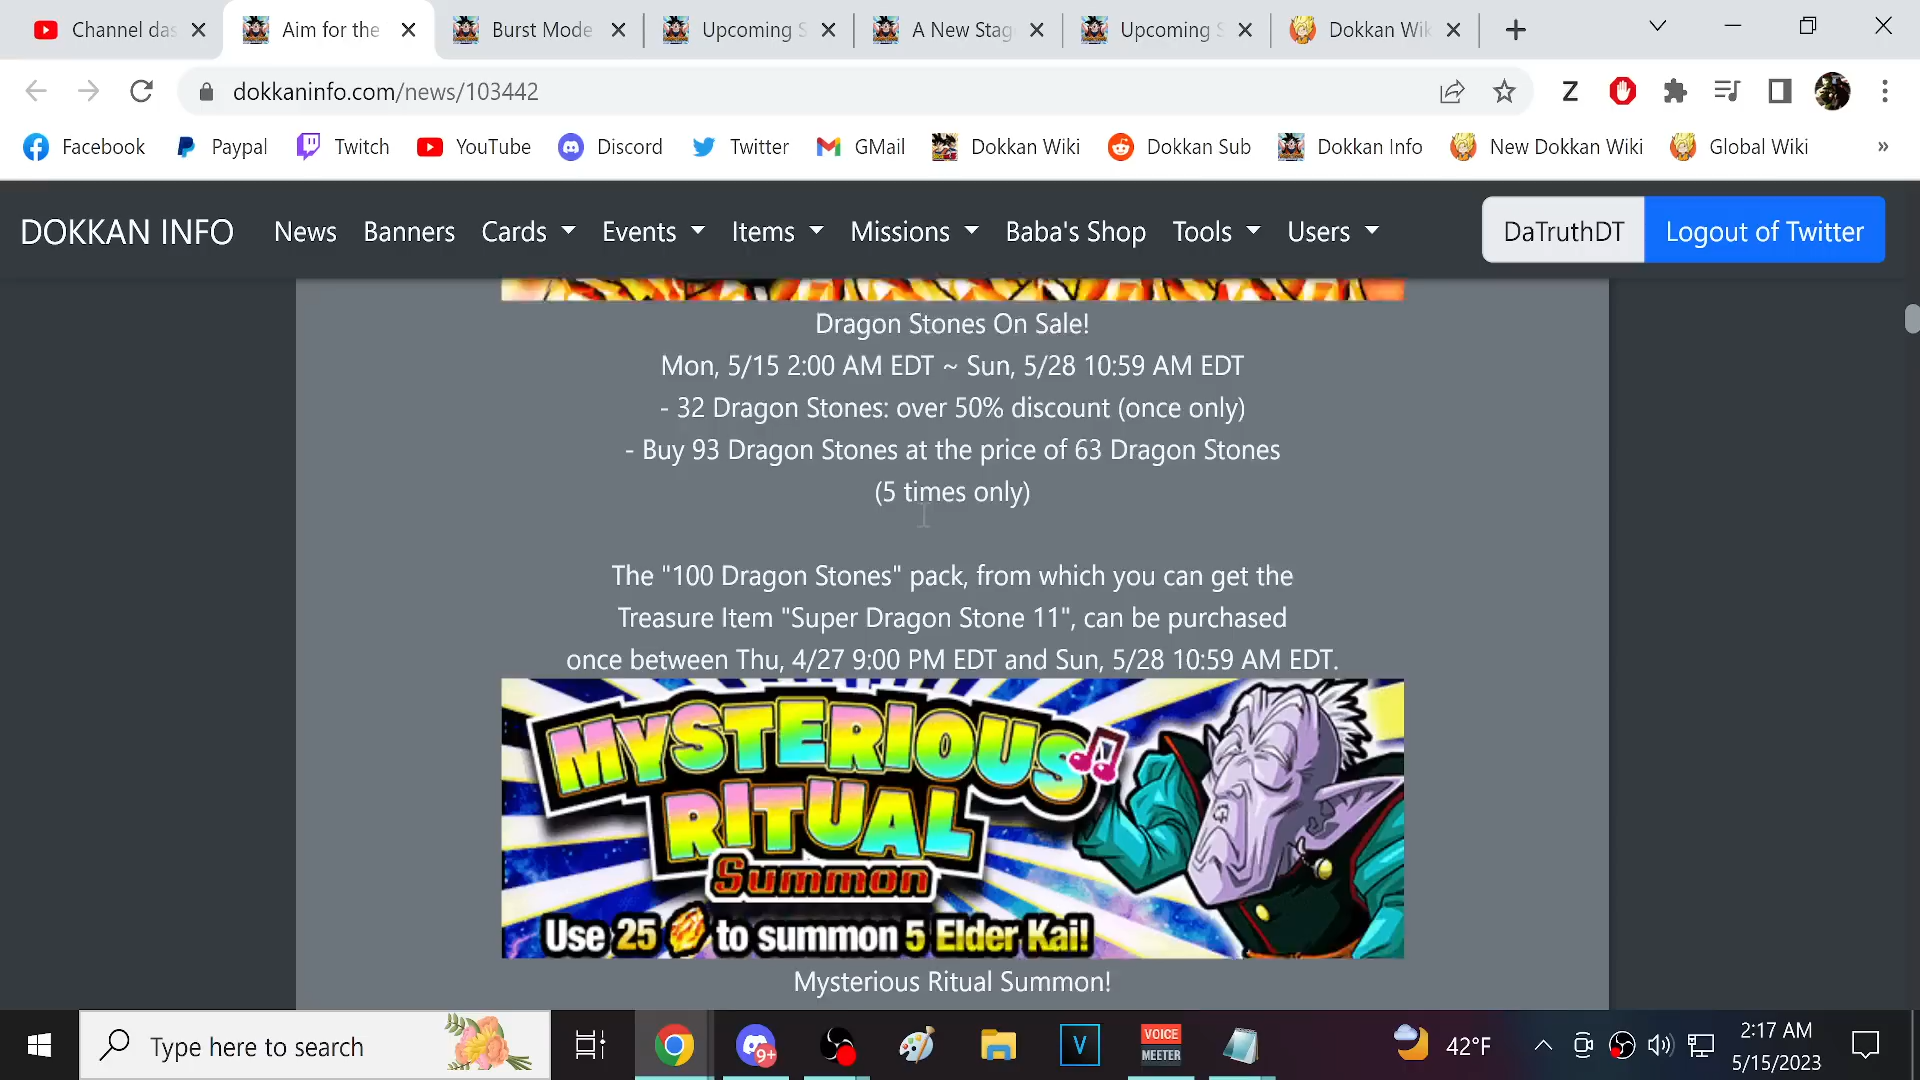 Channel das
Aim for the
Burst Mode
Upcoming S
A New Stag
Upcoming S
Dokkan Wik
dokkaninfo.com/news/103442
Z
Facebook
Paypal
Twitch
YouTube
Discord
Twitter
GMail
Dokkan Wiki
Dokkan Sub
Dokkan Info
New Dokkan Wiki
Global Wiki
»
DOKKAN INFO
News
Banners
Cards
Events
Items
Missions
Baba's Shop
Tools
Users
DaTruthDT
Logout of Twitter
Dragon Stones On Sale!
Mon, 5/15 2:00 AM EDT ~ Sun, 5/28 10:59 AM EDT
- 32 Dragon Stones: over 50% discount (once only)
- Buy 93 Dragon Stones at the price of 63 Dragon Stones
(5 times only)
The "100 Dragon Stones" pack, from which you can get the
Treasure Item "Super Dragon Stone 11", can be purchased
once between Thu, 4/27 9:00 PM EDT and Sun, 5/28 10:59 AM EDT.
MYSTERIOUS
RITUAL
Summon
Use 25 to summon 5 Elder Kai!
Mysterious Ritual Summon!
Type here to search
9+
V
VOICE
MEETER
42°F
2:17 AM
5/15/2023